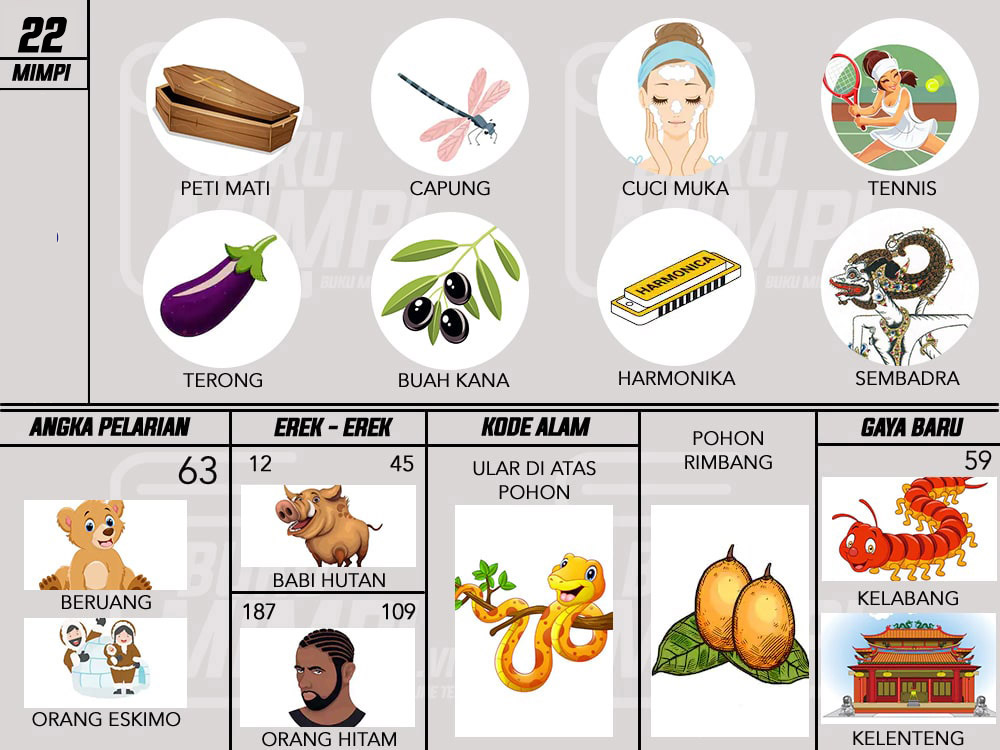 22
MIMPI
PETI MATI
CAPUNG
CUCI MUKA
TENNIS
HARMONICA
TERONG
BUAH KANA
HARMONIKA
SEMBADRA
ANGKA PELARIAN
63
BERUANG
ORANG ESKIMO
EREK - EREK
12 45
BABI HUTAN
187 109
ORANG HITAM
KODE ALAM
ULAR DI ATAS
POHON
POHON
RIMBANG
GAYA BARU
59
KELABANG
KELENTENG
BUKU
MIMPI